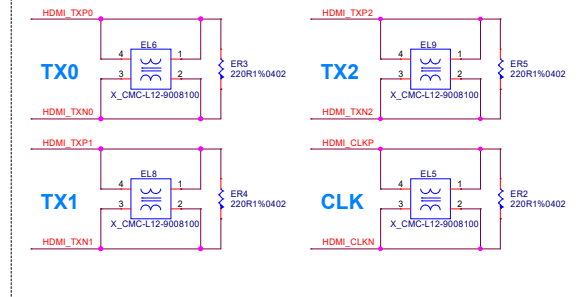 HDMI_TXP0
EL6
4 1
3 2
TX0
X_CMC-L12-9008100
ER3
220R1%0402
HDMI_TXN0
HDMI_TXP2
EL9
4 1
3 2
TX2
X_CMC-L12-9008100
ER5
220R1%0402
HDMI_TXN2
HDMI_TXP1
EL8
4 1
3 2
TX1
X_CMC-L12-9008100
ER4
220R1%0402
HDMI_TXN1
HDMI_CLKP
EL5
4 1
3 2
CLK
X_CMC-L12-9008100
ER2
220R1%0402
HDMI_CLKN